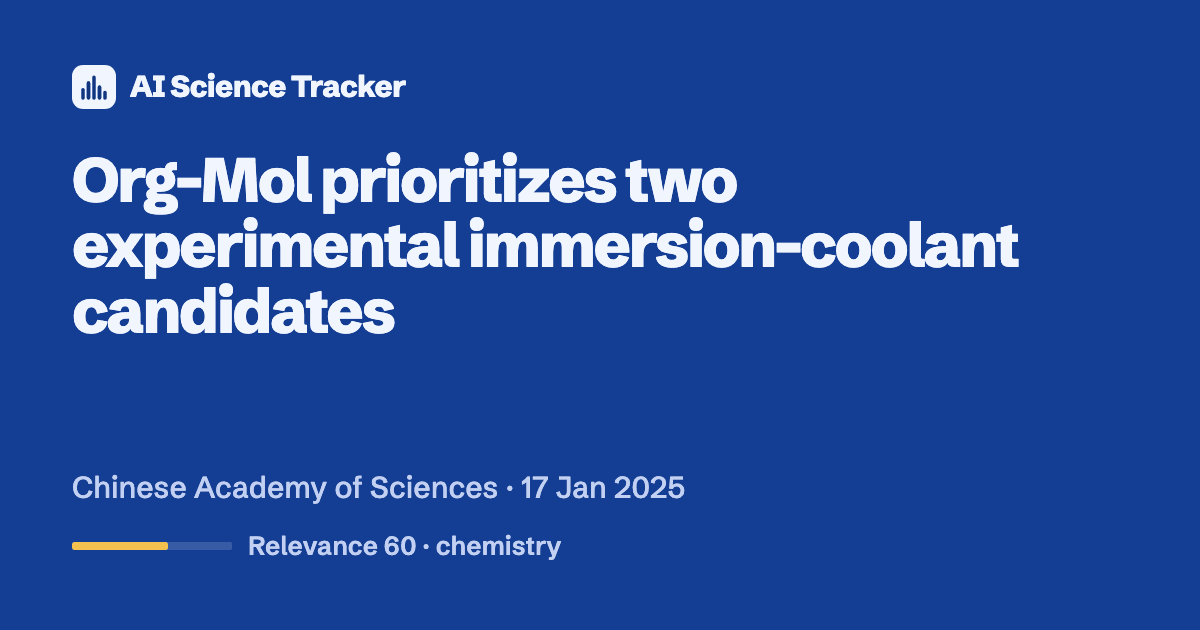 AI Science Tracker
Org-Mol prioritizes two
experimental immersion-coolant
candidates
Chinese Academy of Sciences · 17 Jan 2025
Relevance 60 · chemistry